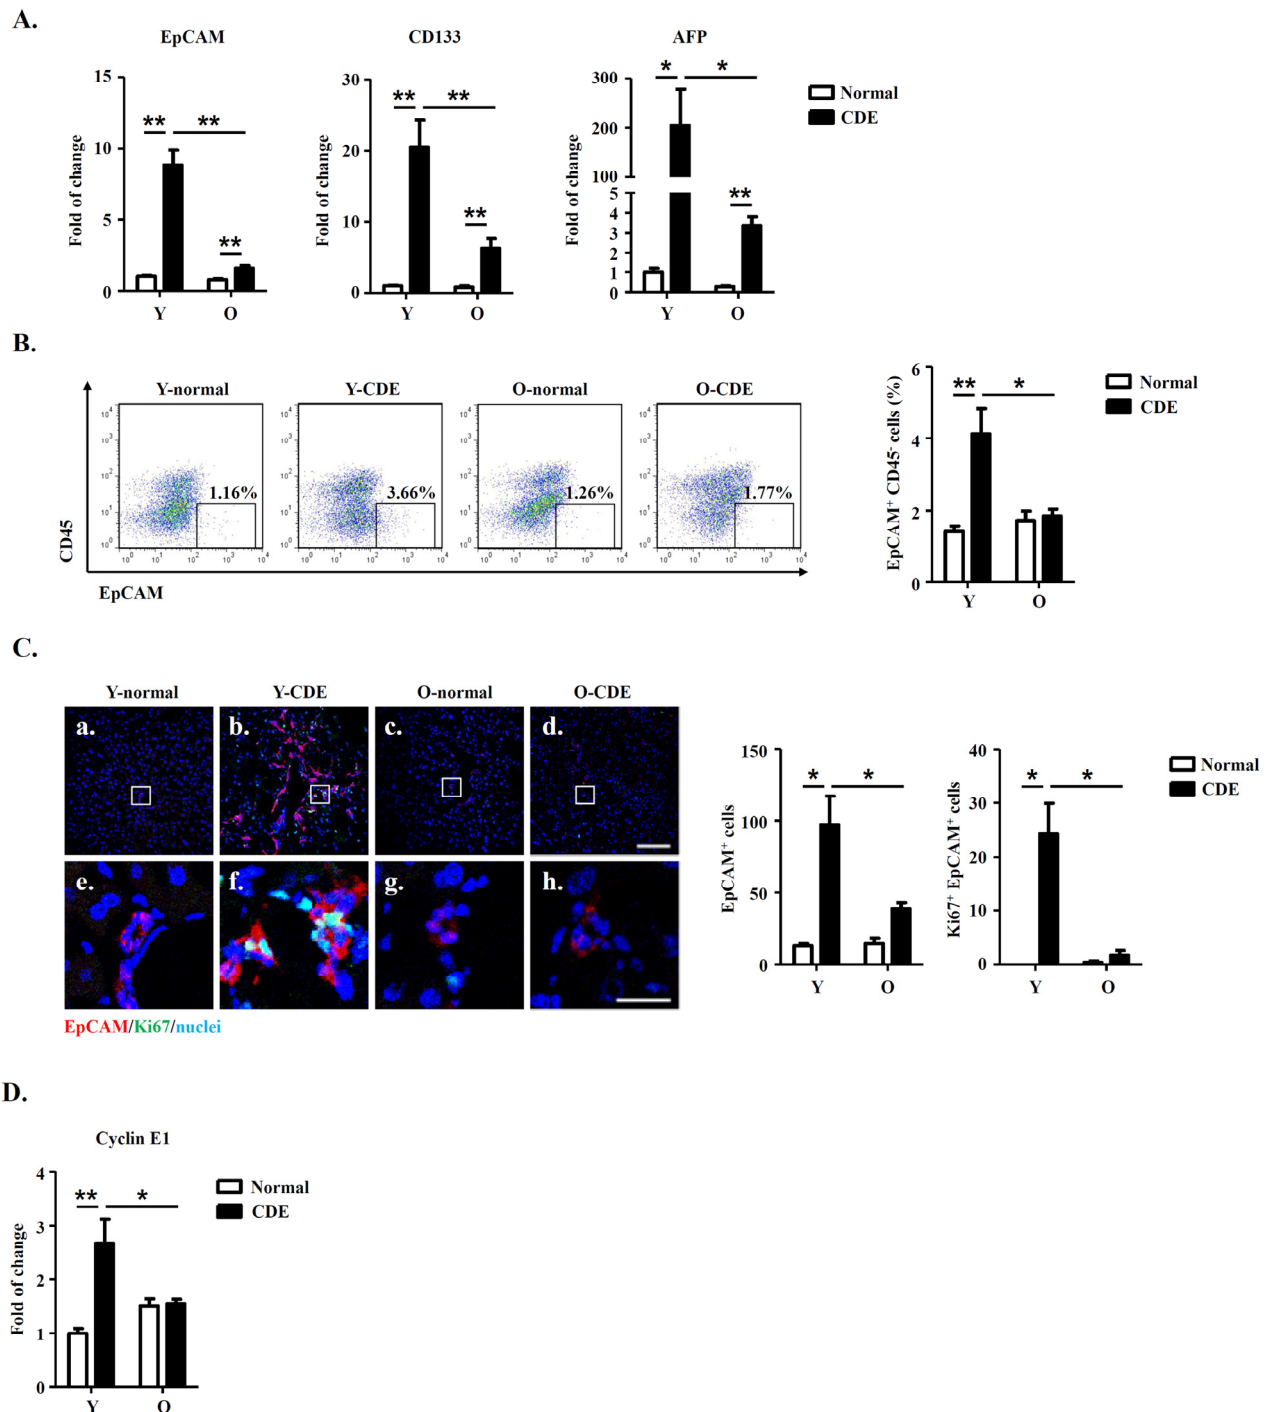 A.
EpCAM
CD133
AFP
15
10
5
0
Fold of change
** **
**
Y O
30
20
10
0
Fold of change
** **
**
Y O
300
200
100
5
4
3
2
1
0
Fold of change
* *
**
Y O
Normal
CDE
B.
Y-normal Y-CDE O-normal O-CDE
1.16% 3.66% 1.26% 1.77%
CD45
EpCAM
6
4
2
0
EpCAM⁺ CD45⁻ cells (%)
** *
Y O
Normal
CDE
C.
Y-normal Y-CDE O-normal O-CDE
a. b. c. d.
e. f. g. h.
EpCAM/Ki67/nuclei
150
100
50
0
EpCAM⁺ cells
* *
Y O
40
30
20
10
0
Ki67⁺ EpCAM⁺ cells
* *
Y O
Normal
CDE
D.
Cyclin E1
4
3
2
1
0
Fold of change
** *
Y O
Normal
CDE